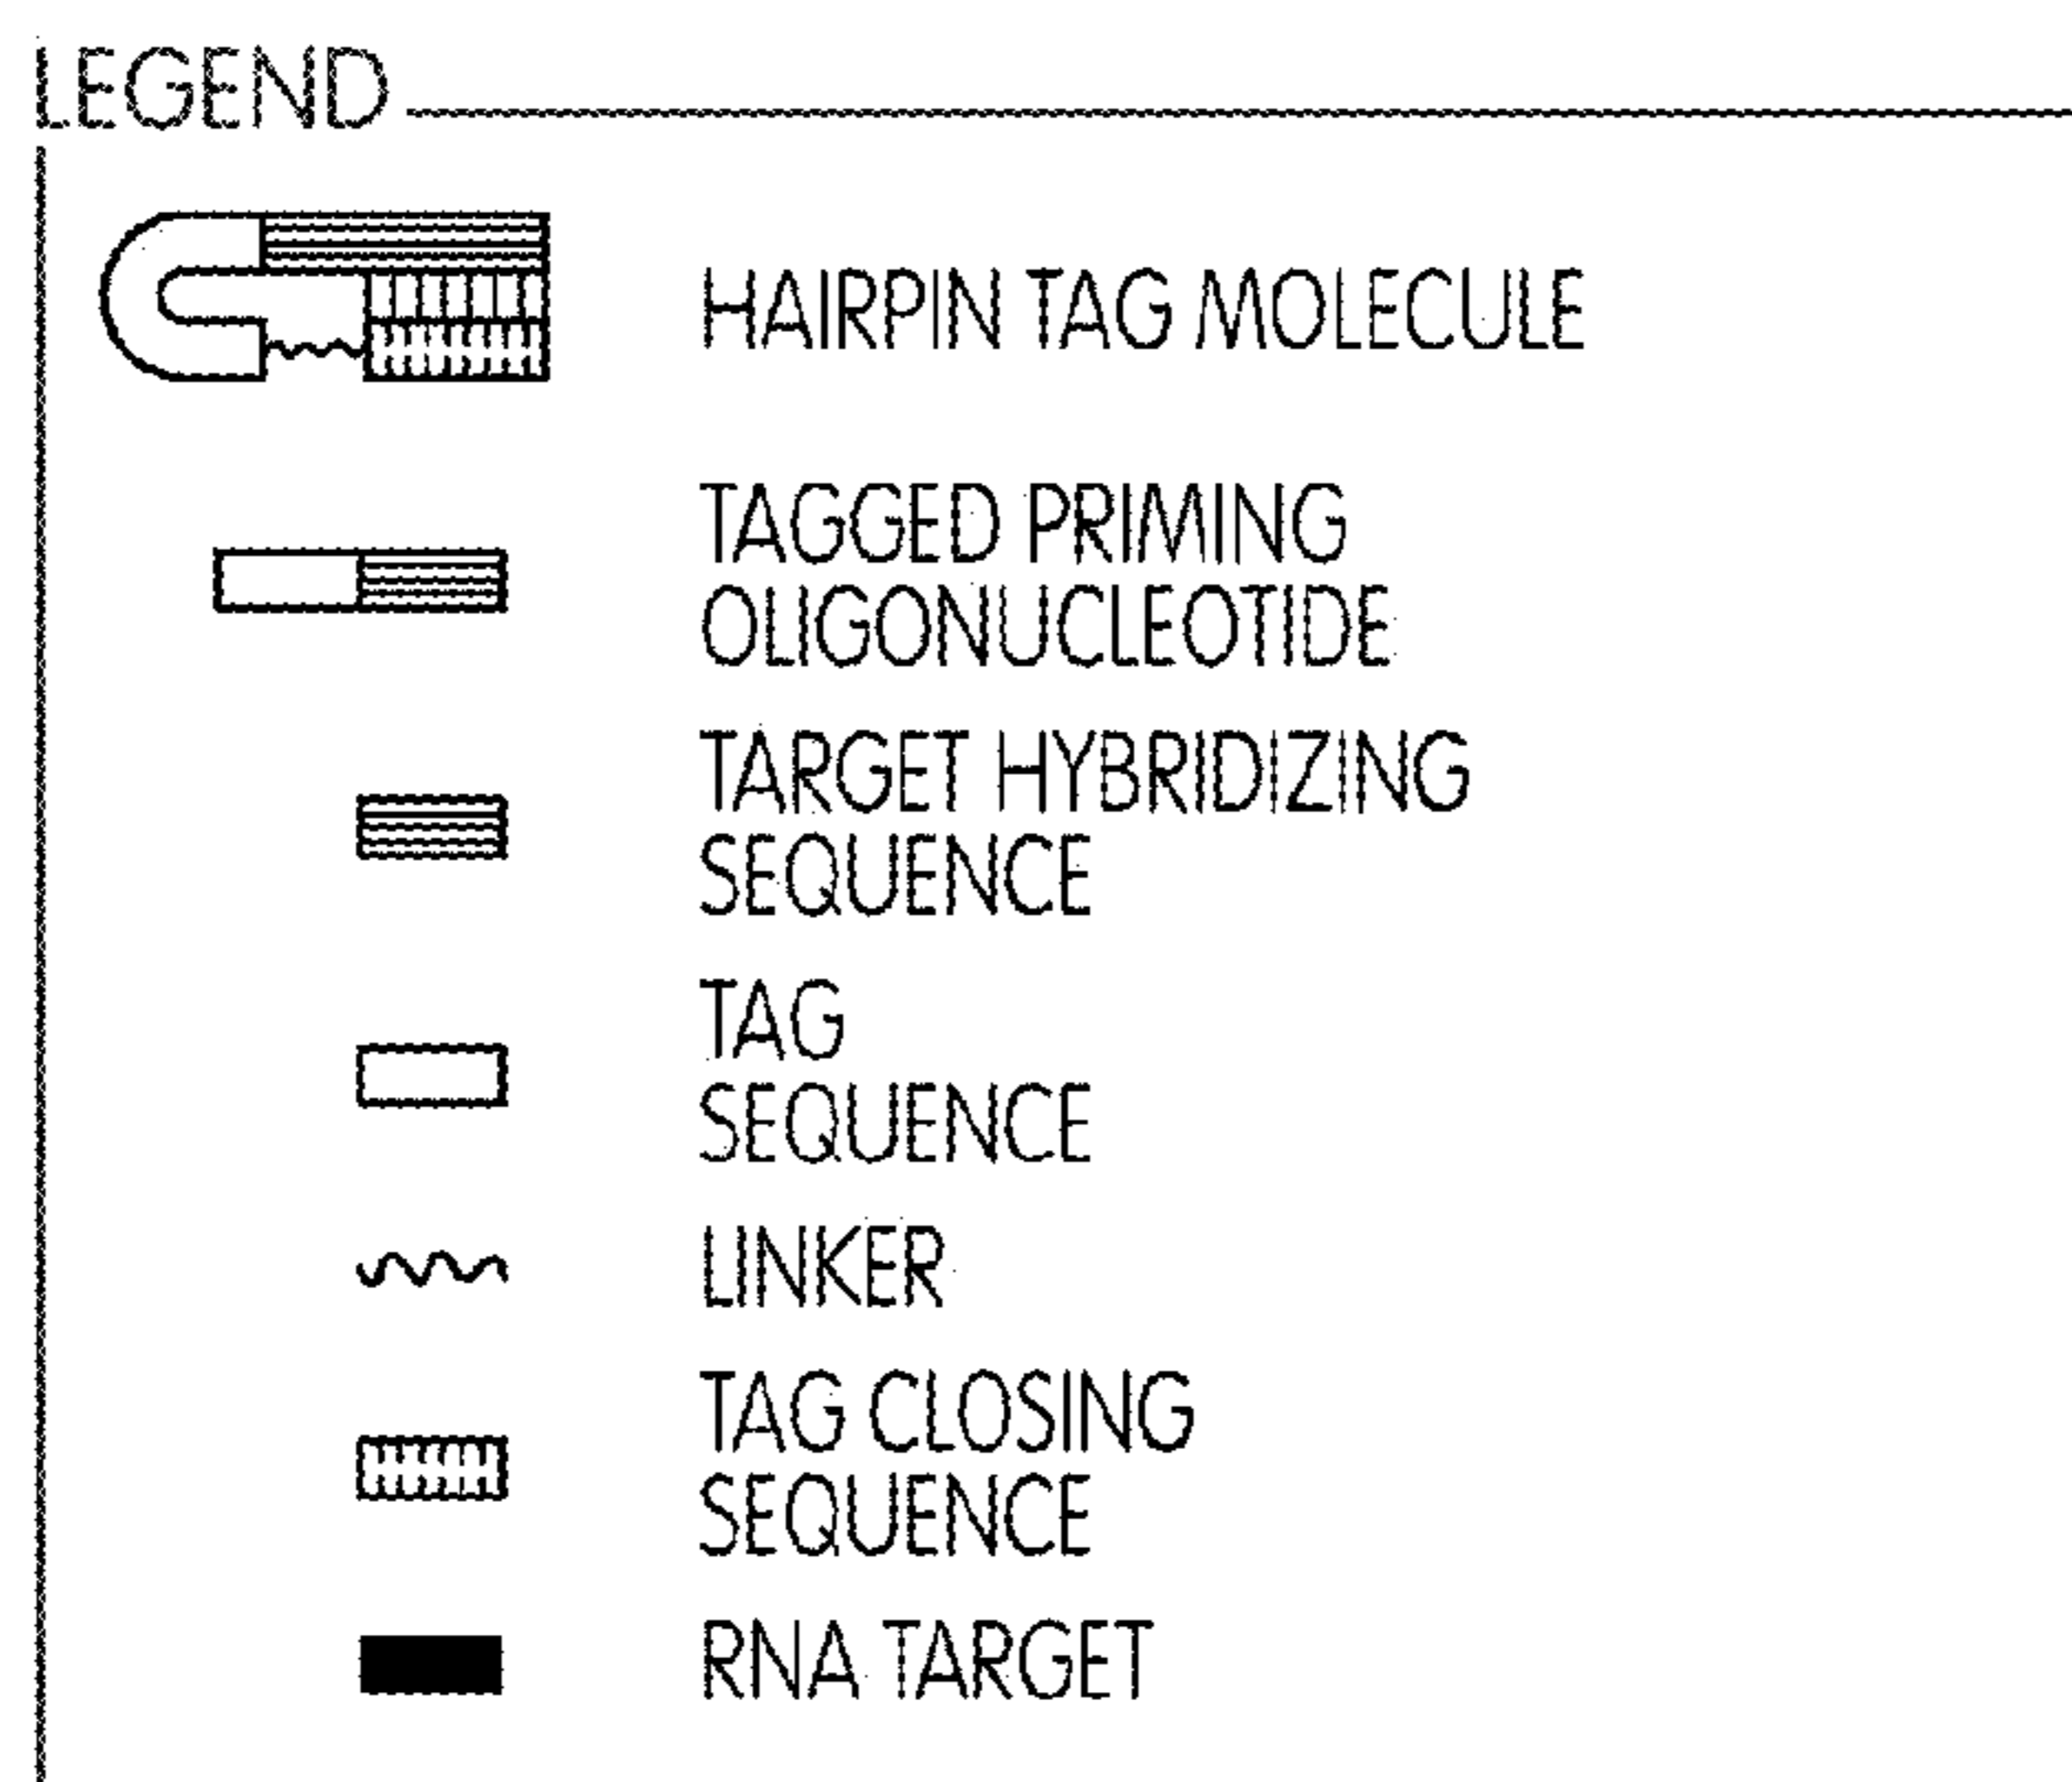 LEGEND
HAIRPIN TAG MOLECULE
TAGGED PRIMING
OLIGONUCLEOTIDE
TARGET HYBRIDIZING
SEQUENCE
TAG
SEQUENCE
LINKER
TAG CLOSING
SEQUENCE
RNA TARGET